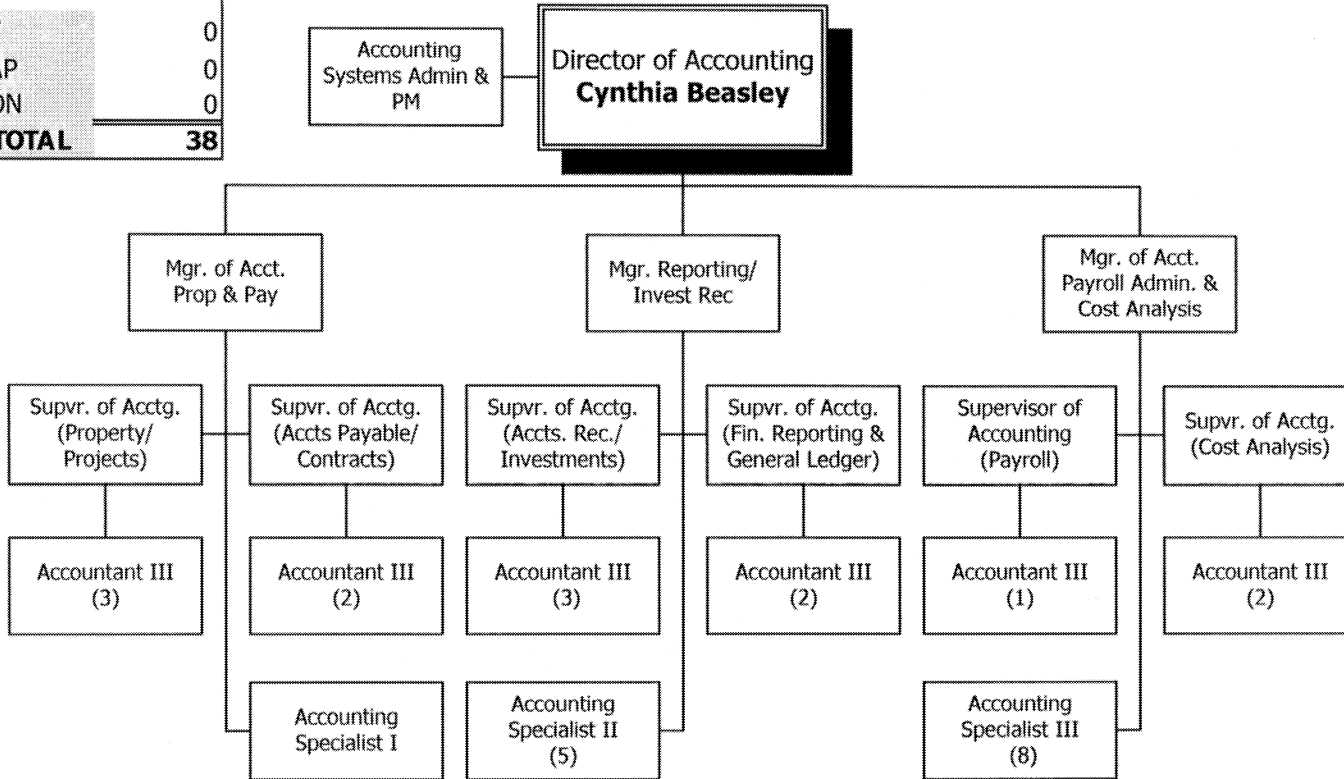 0
0
0
TOTAL 38
Accounting
Systems Admin &
PM
Director of Accounting
Cynthia Beasley
Mgr. of Acct.
Prop & Pay
Mgr. Reporting/
Invest Rec
Mgr. of Acct.
Payroll Admin. &
Cost Analysis
Supvr. of Acctg.
(Property/
Projects)
Supvr. of Acctg.
(Accts Payable/
Contracts)
Supvr. of Acctg.
(Accts. Rec./
Investments)
Supvr. of Acctg.
(Fin. Reporting &
General Ledger)
Supervisor of
Accounting
(Payroll)
Supvr. of Acctg.
(Cost Analysis)
Accountant III
(3)
Accountant III
(2)
Accountant III
(3)
Accountant III
(2)
Accountant III
(1)
Accountant III
(2)
Accounting
Specialist I
Accounting
Specialist II
(5)
Accounting
Specialist III
(8)